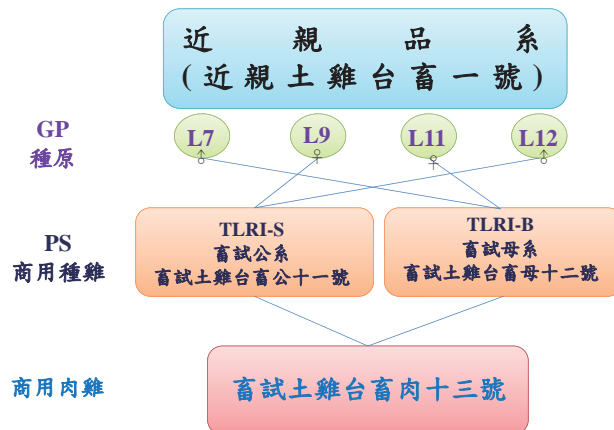 近親品系
(近親土雞台畜一號)
GP
種原
L7
L9
L11
L12
♂
♀
♀
♂
PS
商用種雞
TLRI-S
畜試公系
畜試土雞台畜公十一號
TLRI-B
畜試母系
畜試土雞台畜母十二號
商用肉雞
畜試土雞台畜肉十三號